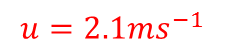 u = 2.1ms⁻¹